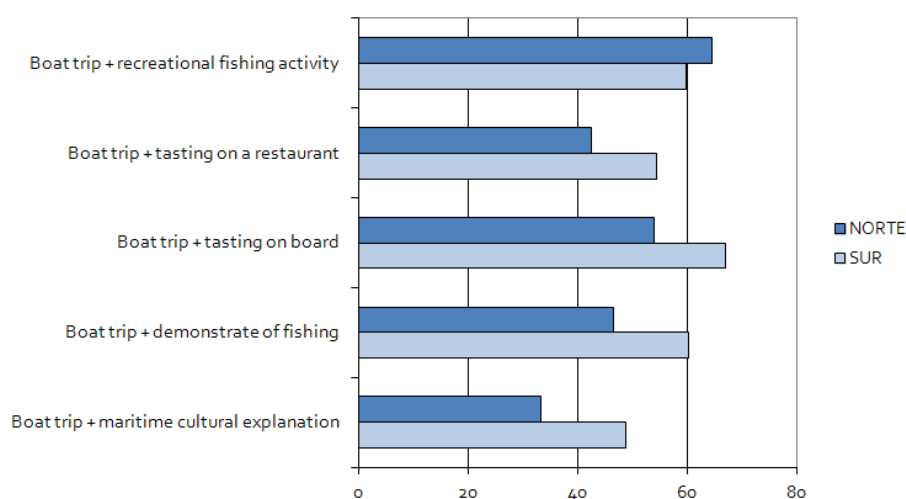 Boat trip + recreational fishing activity
Boat trip + tasting on a restaurant
Boat trip + tasting on board
Boat trip + demonstrate of fishing
Boat trip + maritime cultural explanation
NORTE
SUR
0 20 40 60 80